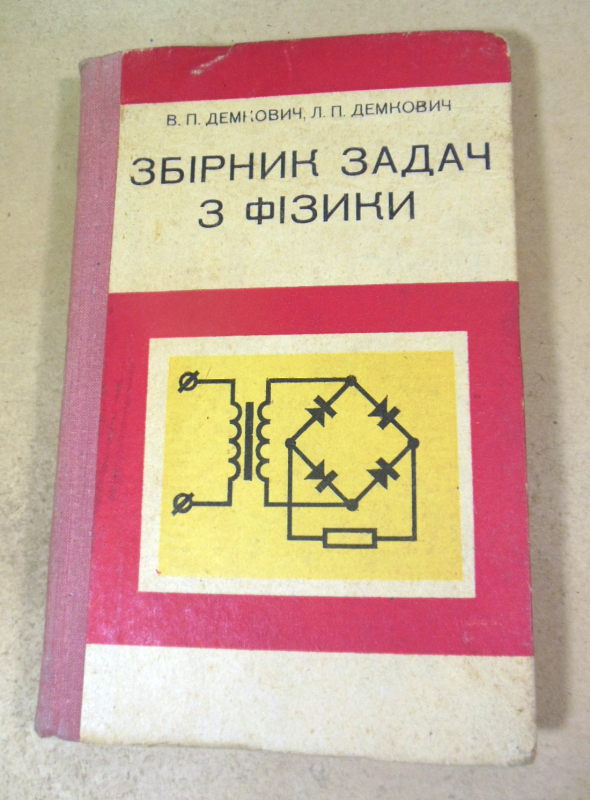 В. П. ДЕМКОВИЧ, Л. П. ДЕМКОВИЧ
ЗБІРНИК ЗАДАЧ
З ФІЗИКИ